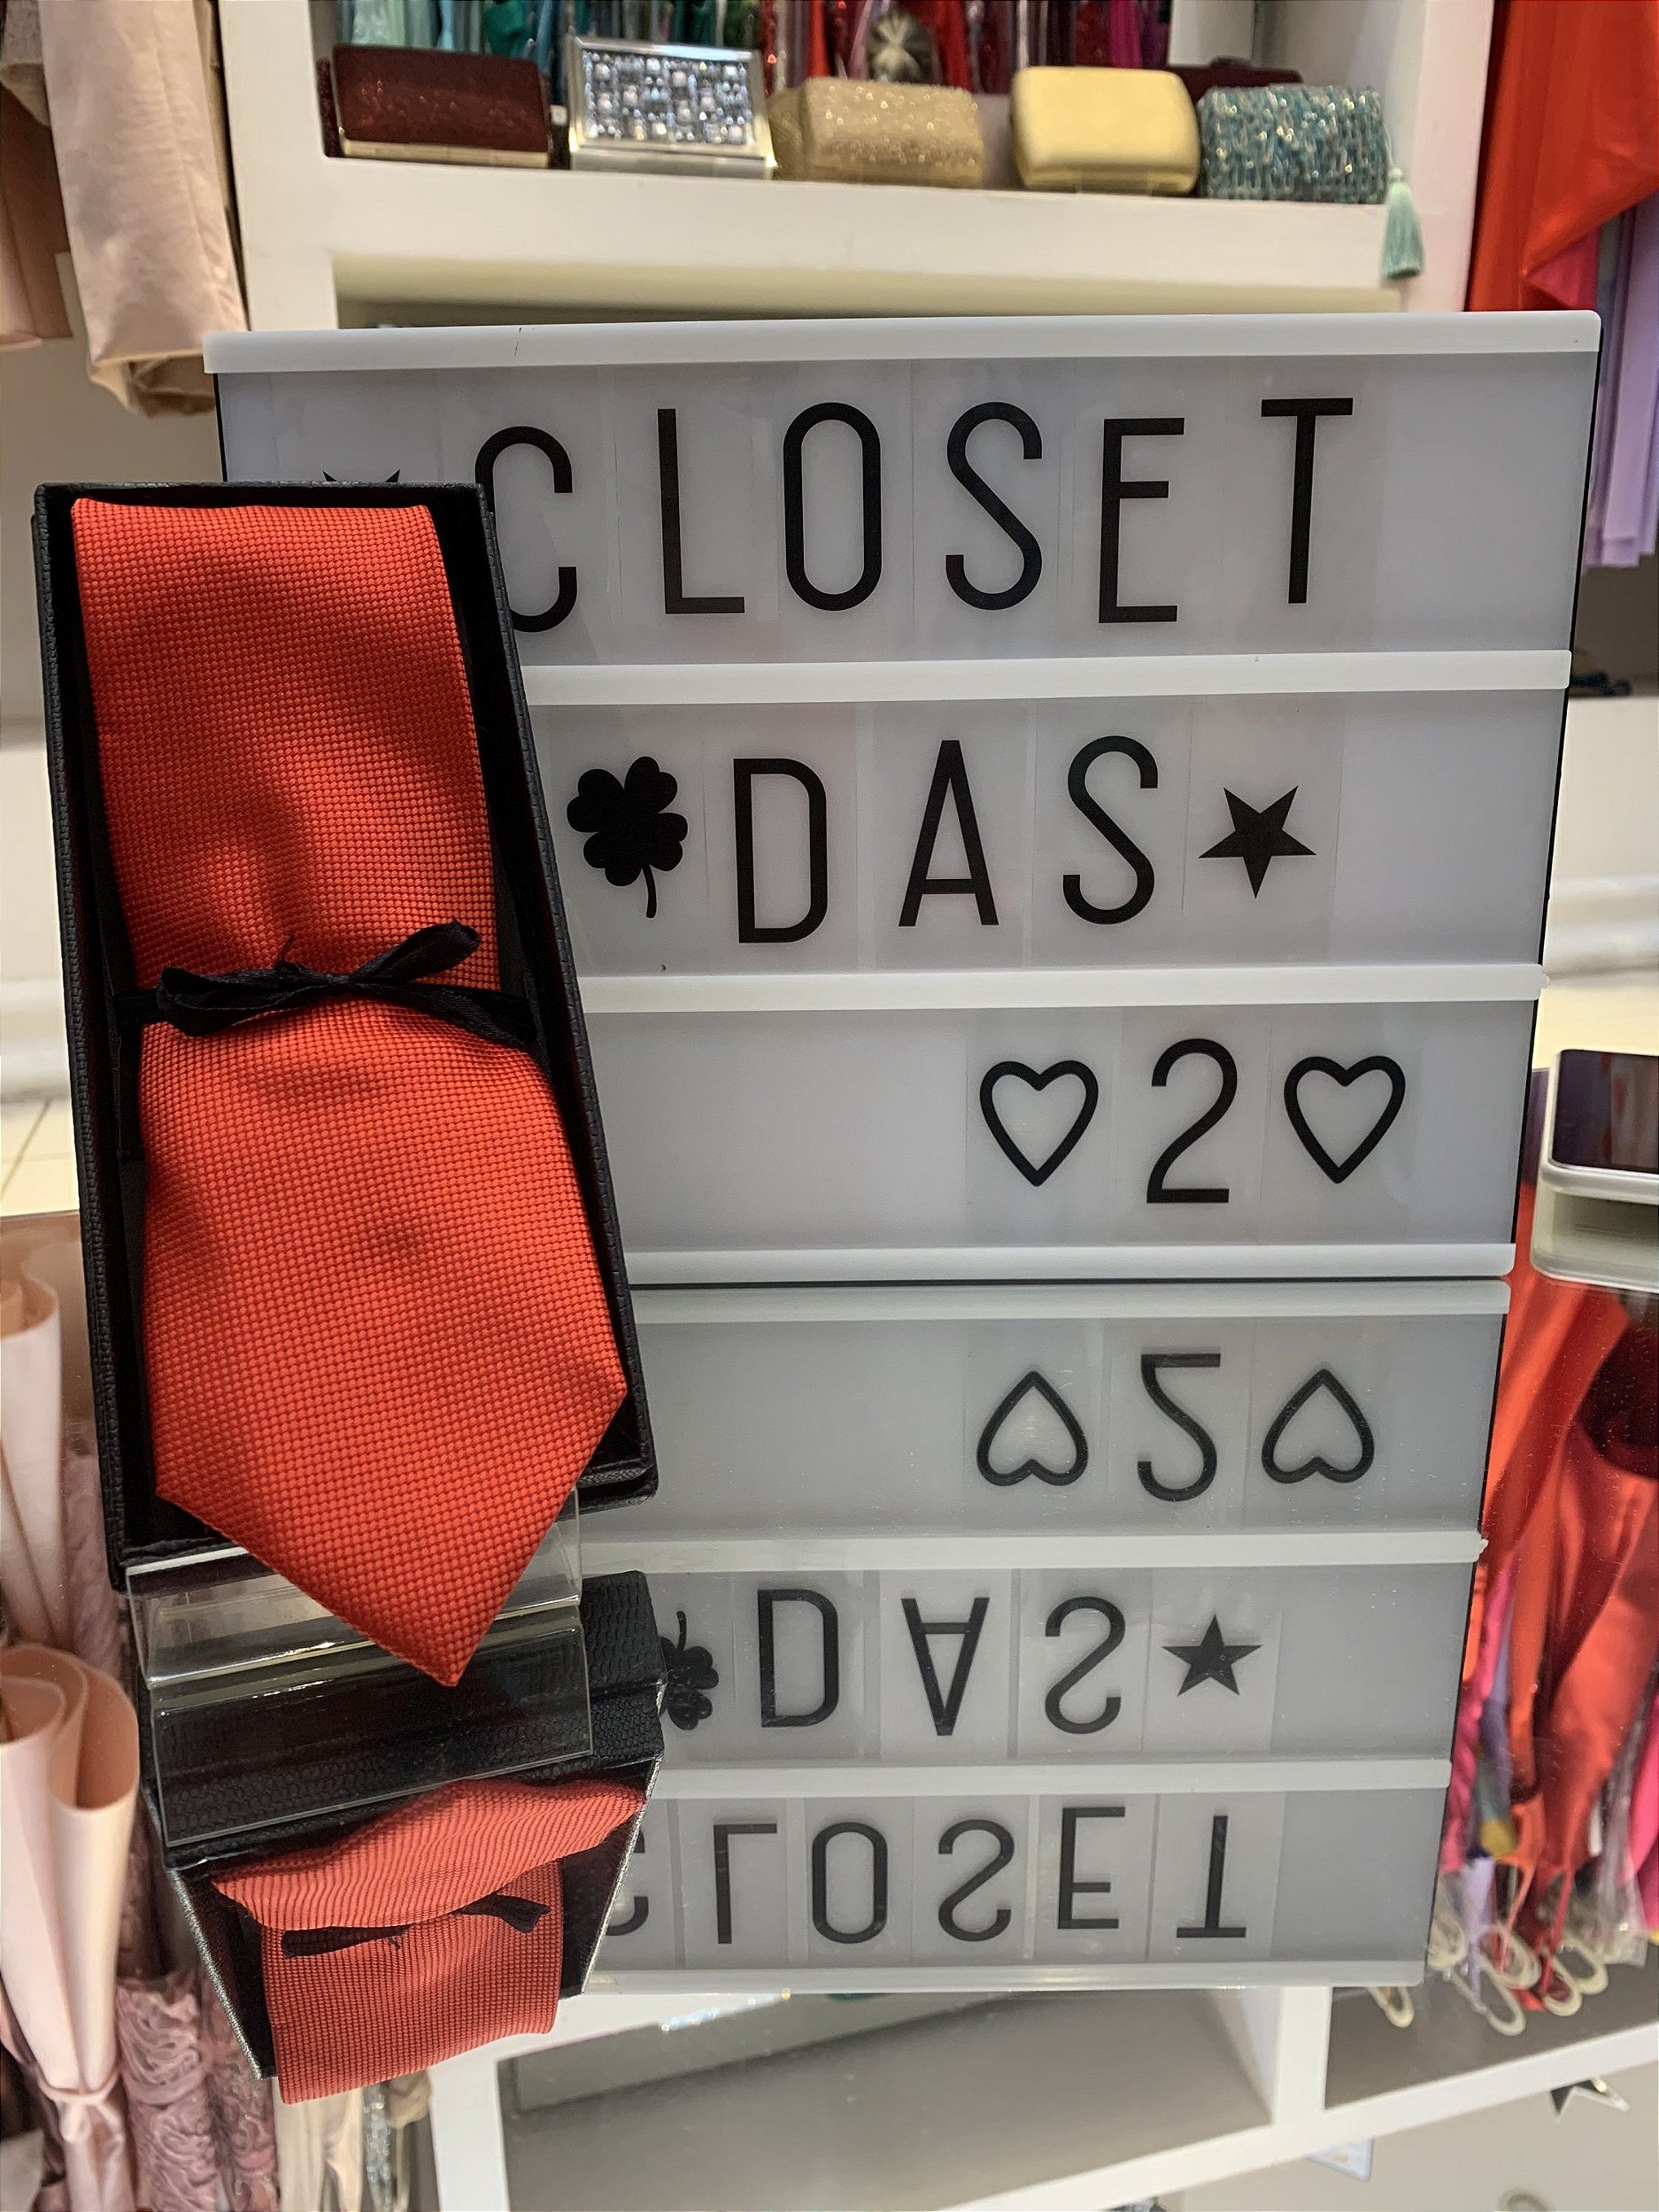 CLOSET
DAS
♡2♡